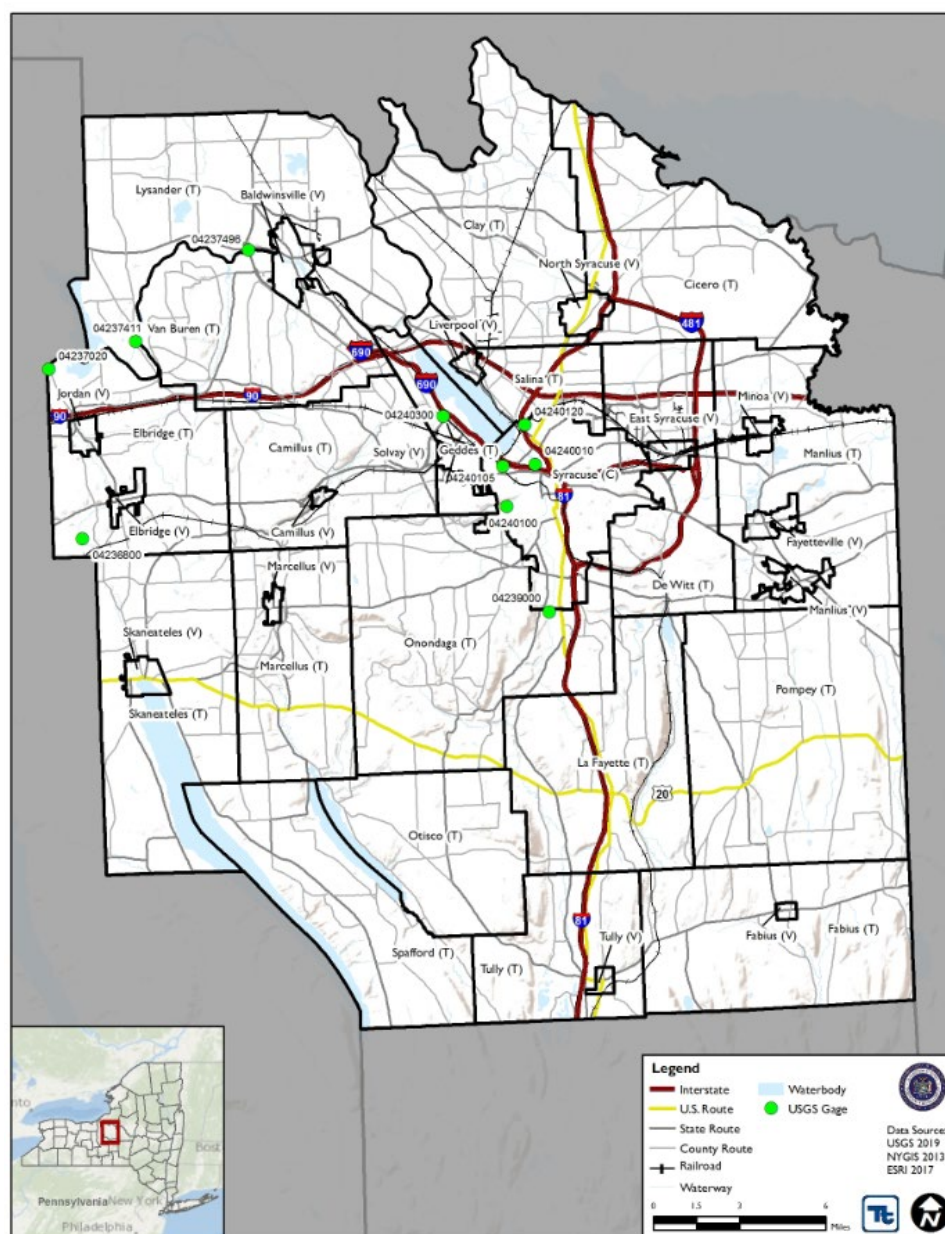 Lysander (T)
Baldwinsville (V)
Clay (T)
04237496
North Syracuse (V)
Cicero (T)
04237411
Van Buren (T)
Liverpool (V)
481
04237020
690
690
Jordan (V)
Salina (T)
90
90
Minoa (V)
Elbridge (T)
Camillus (T)
04240300
04240120
East Syracuse (V)
Solvay (V)
Geddes (T)
04240010
Manlius (T)
04240105
Syracuse (C)
81
Elbridge (V)
Camillus (V)
04240100
Fayetteville (V)
04236800
Marcellus (V)
De Witt (T)
04239000
Manlius (V)
Skaneateles (V)
Onondaga (T)
Marcellus (T)
Pompey (T)
Skaneateles (T)
La Fayette (T)
20
Otisco (T)
81
Fabius (V)
Fabius (T)
Tully (V)
Spafford (T)
Tully (T)
Pennsylvania
New York
Philadelphia
Bost
Legend
Interstate
U.S. Route
State Route
County Route
Railroad
Waterway
Waterbody
USGS Gage
Data Source:
USGS 2019
NYGIS 2013
ESRI 2017
0 1.5 3 6
Miles
Tt
N